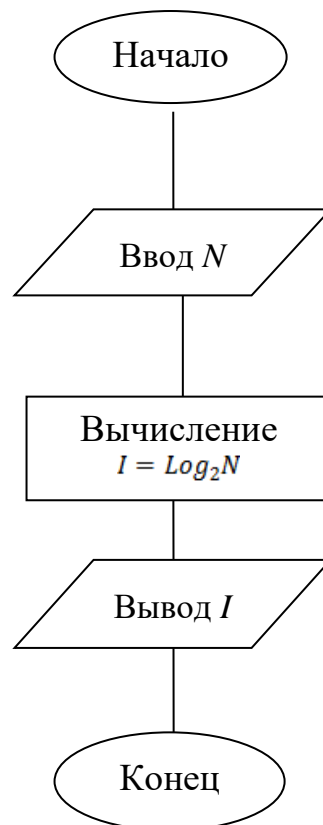 Начало
Ввод N
Вычисление
I = Log₂N
Вывод I
Конец